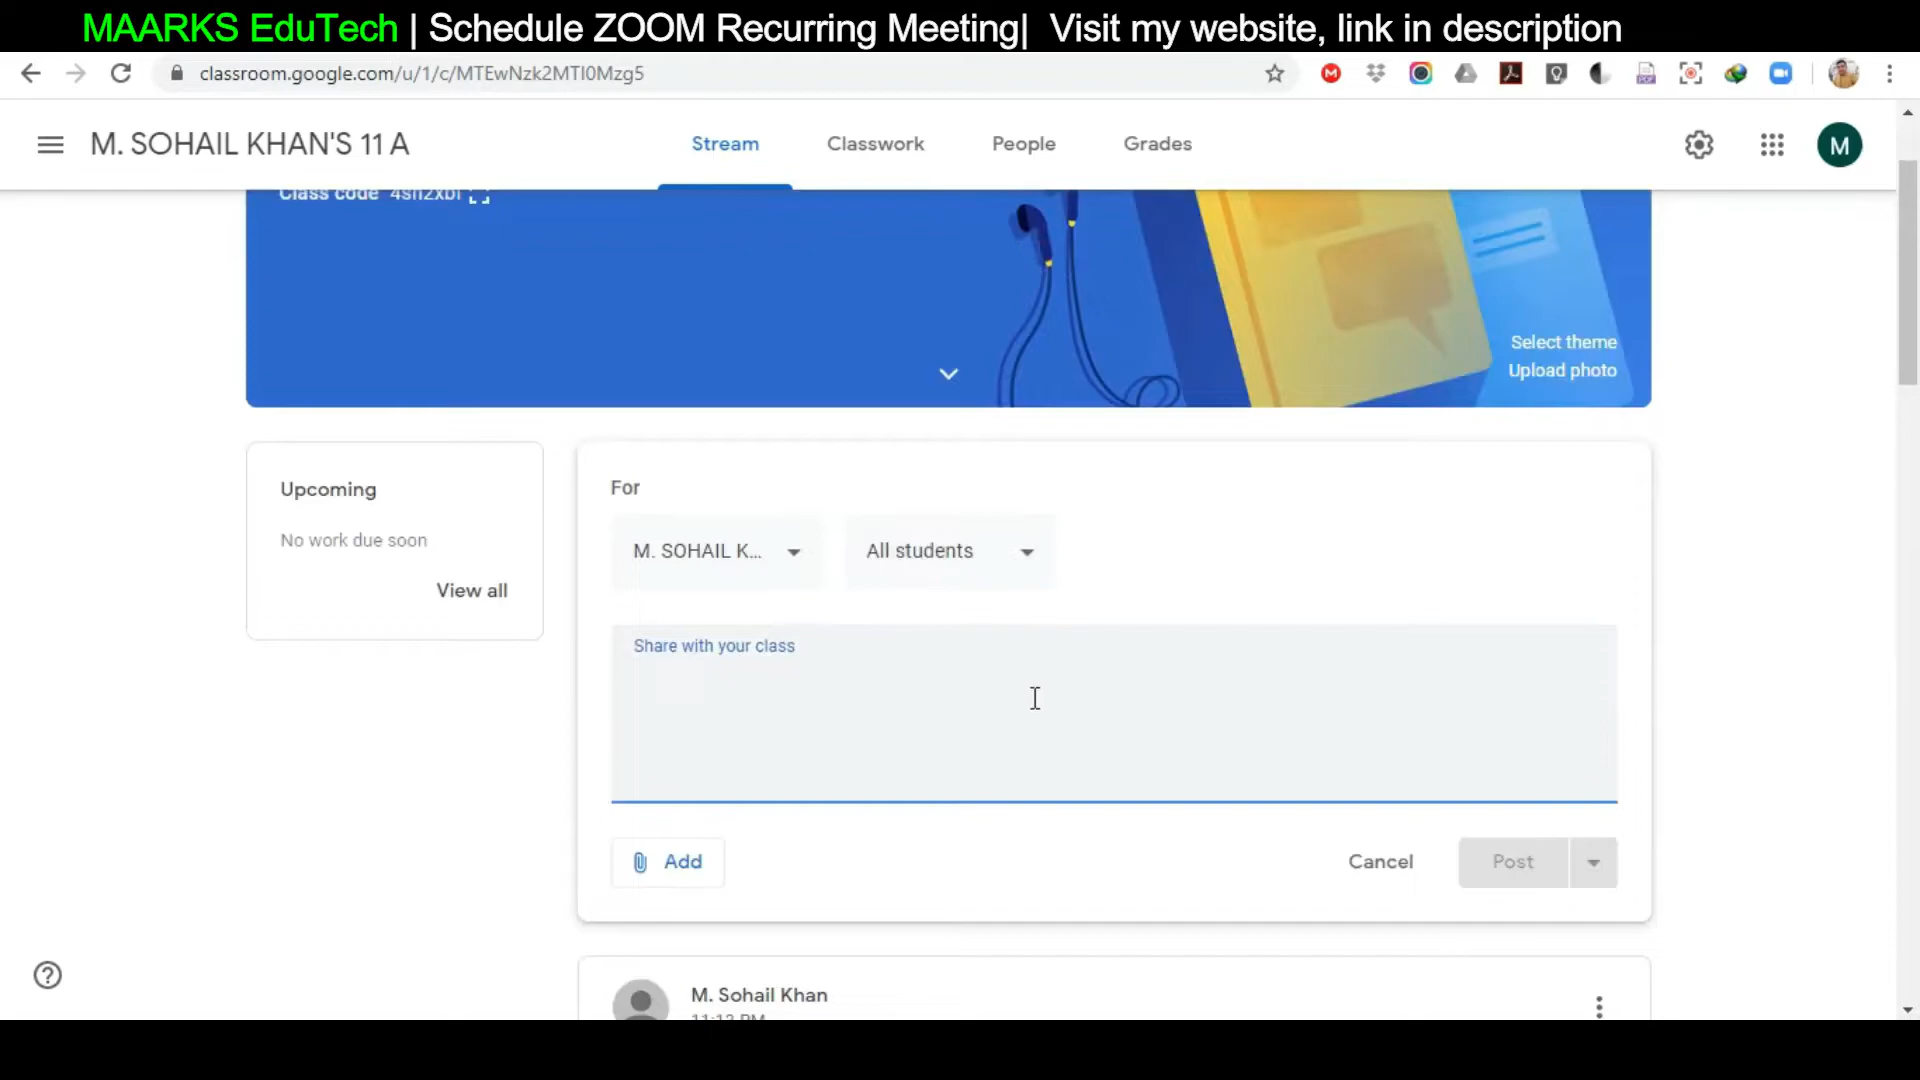 MAARKS EduTech | Schedule ZOOM Recurring Meeting| Visit my website, link in description
classroom.google.com/u/1/c/MTEwNzk2MTI0Mzg5
M. SOHAIL KHAN'S 11 A
Stream
Classwork
People
Grades
M
Class code
Select theme
Upload photo
Upcoming
No work due soon
View all
For
M. SOHAIL K...
All students
Share with your class
Add
Cancel
Post
M. Sohail Khan